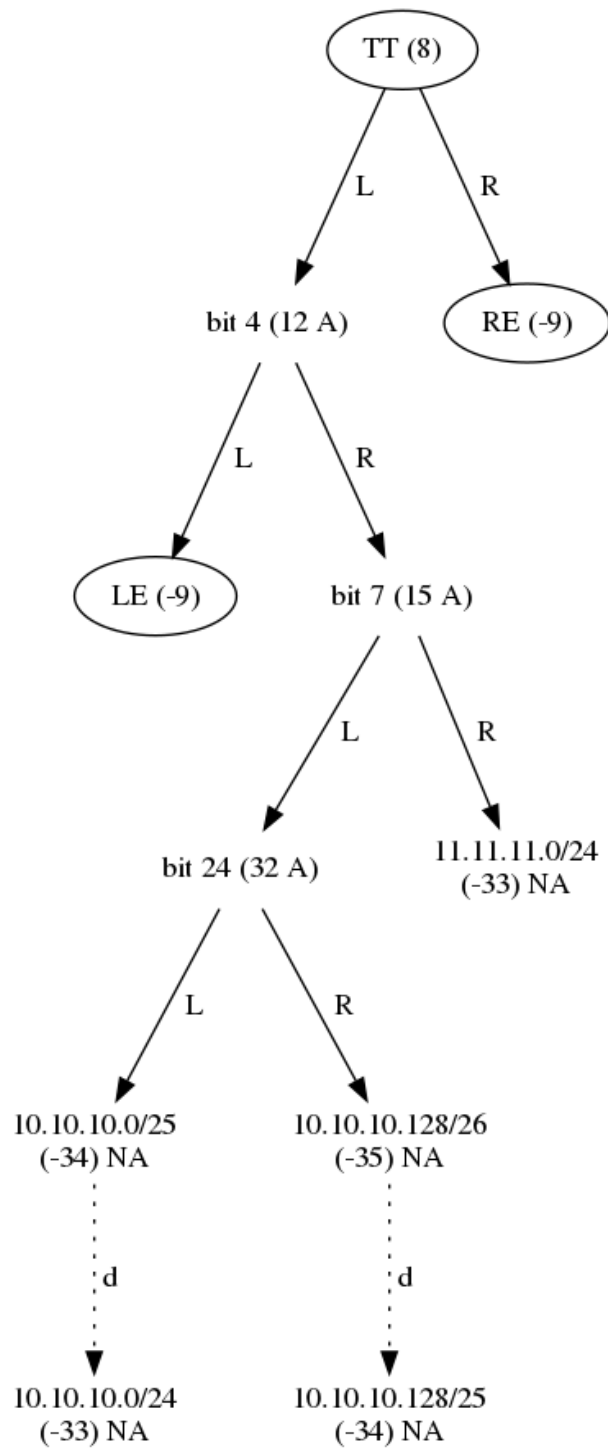 TT (8)
L
R
bit 4 (12 A)
RE (-9)
L
R
LE (-9)
bit 7 (15 A)
L
R
bit 24 (32 A)
11.11.11.0/24
(-33) NA
L
R
10.10.10.0/25
(-34) NA
10.10.10.128/26
(-35) NA
d
d
10.10.10.0/24
(-33) NA
10.10.10.128/25
(-34) NA